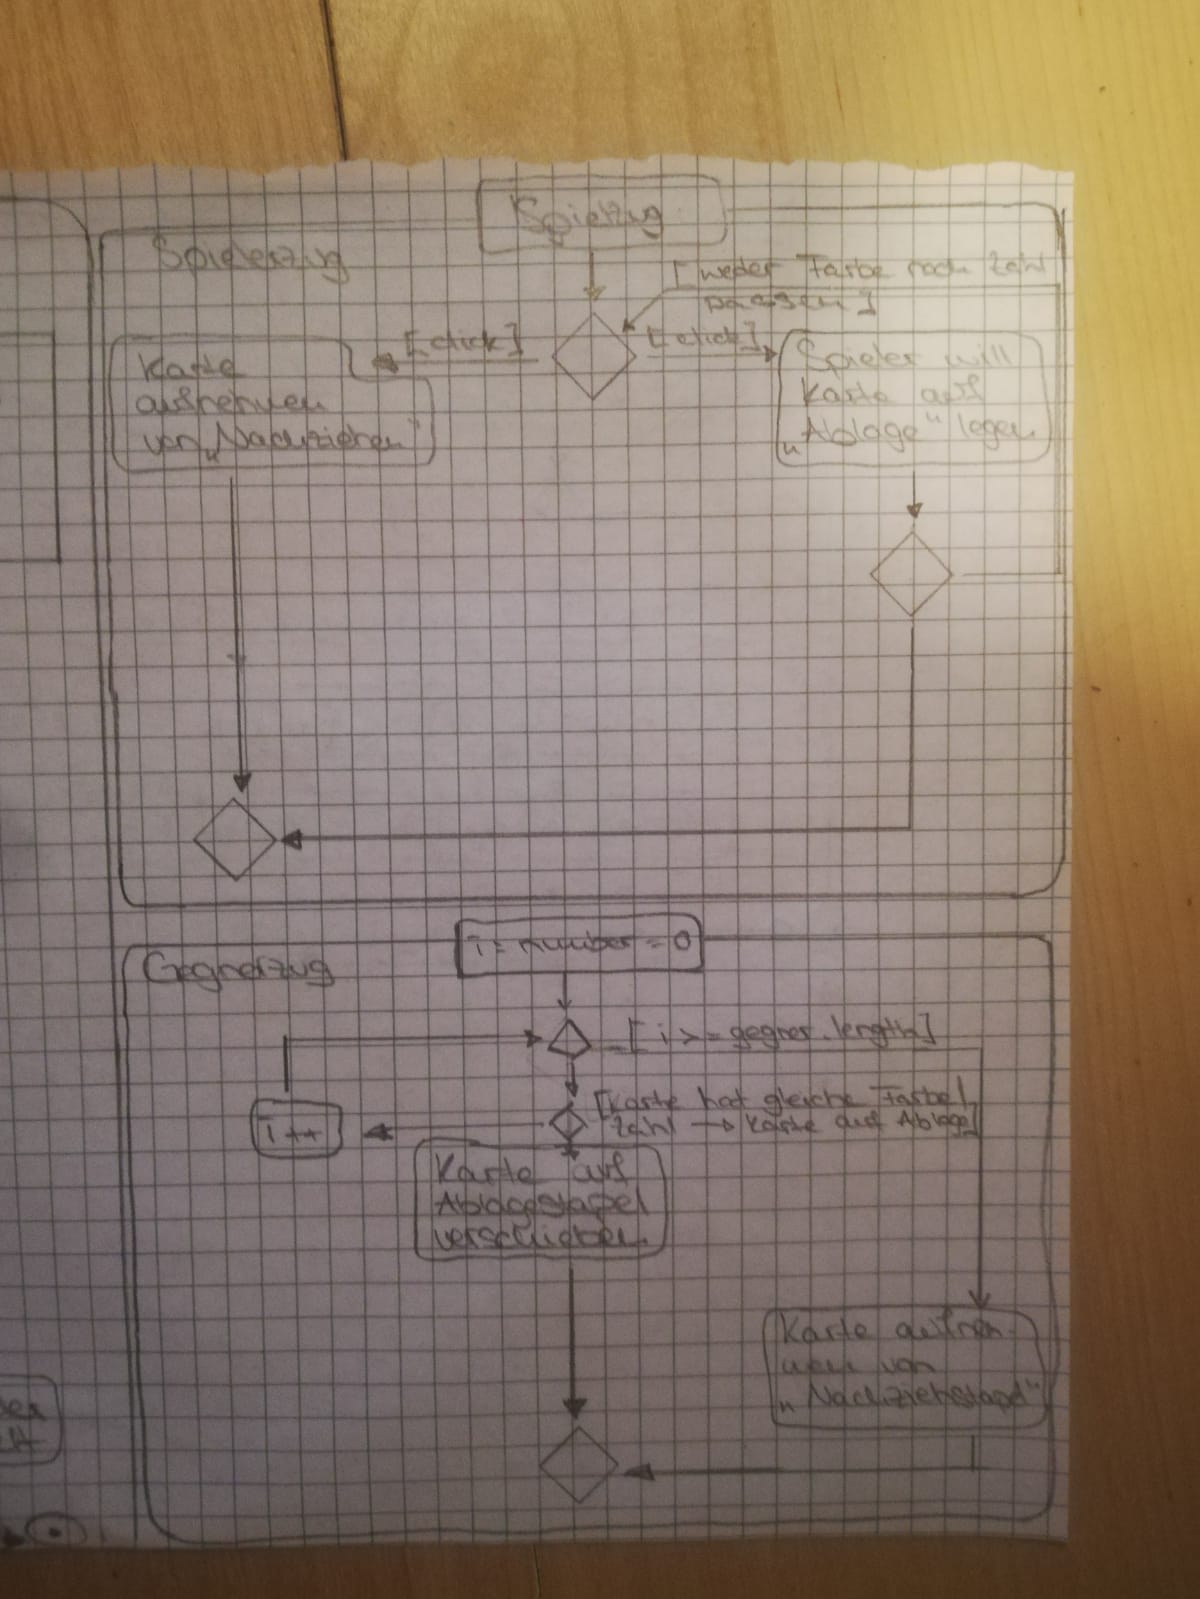 Spielzug
Spielerzug
[weder Farbe noch Zahl
passen]
[click]
[click]
Karte
aufnehmen
von „Nachziehen"
Spieler will
Karte auf
„Ablage" legen
i = number = 0
Gegnerzug
[i >= gegner.length]
[Karte hat gleiche Farbe/
Zahl → Karte auf Ablage]
i++
Karte auf
Ablagestapel
verschieben
Karte aufneh-
men von
„Nachziehstapel"